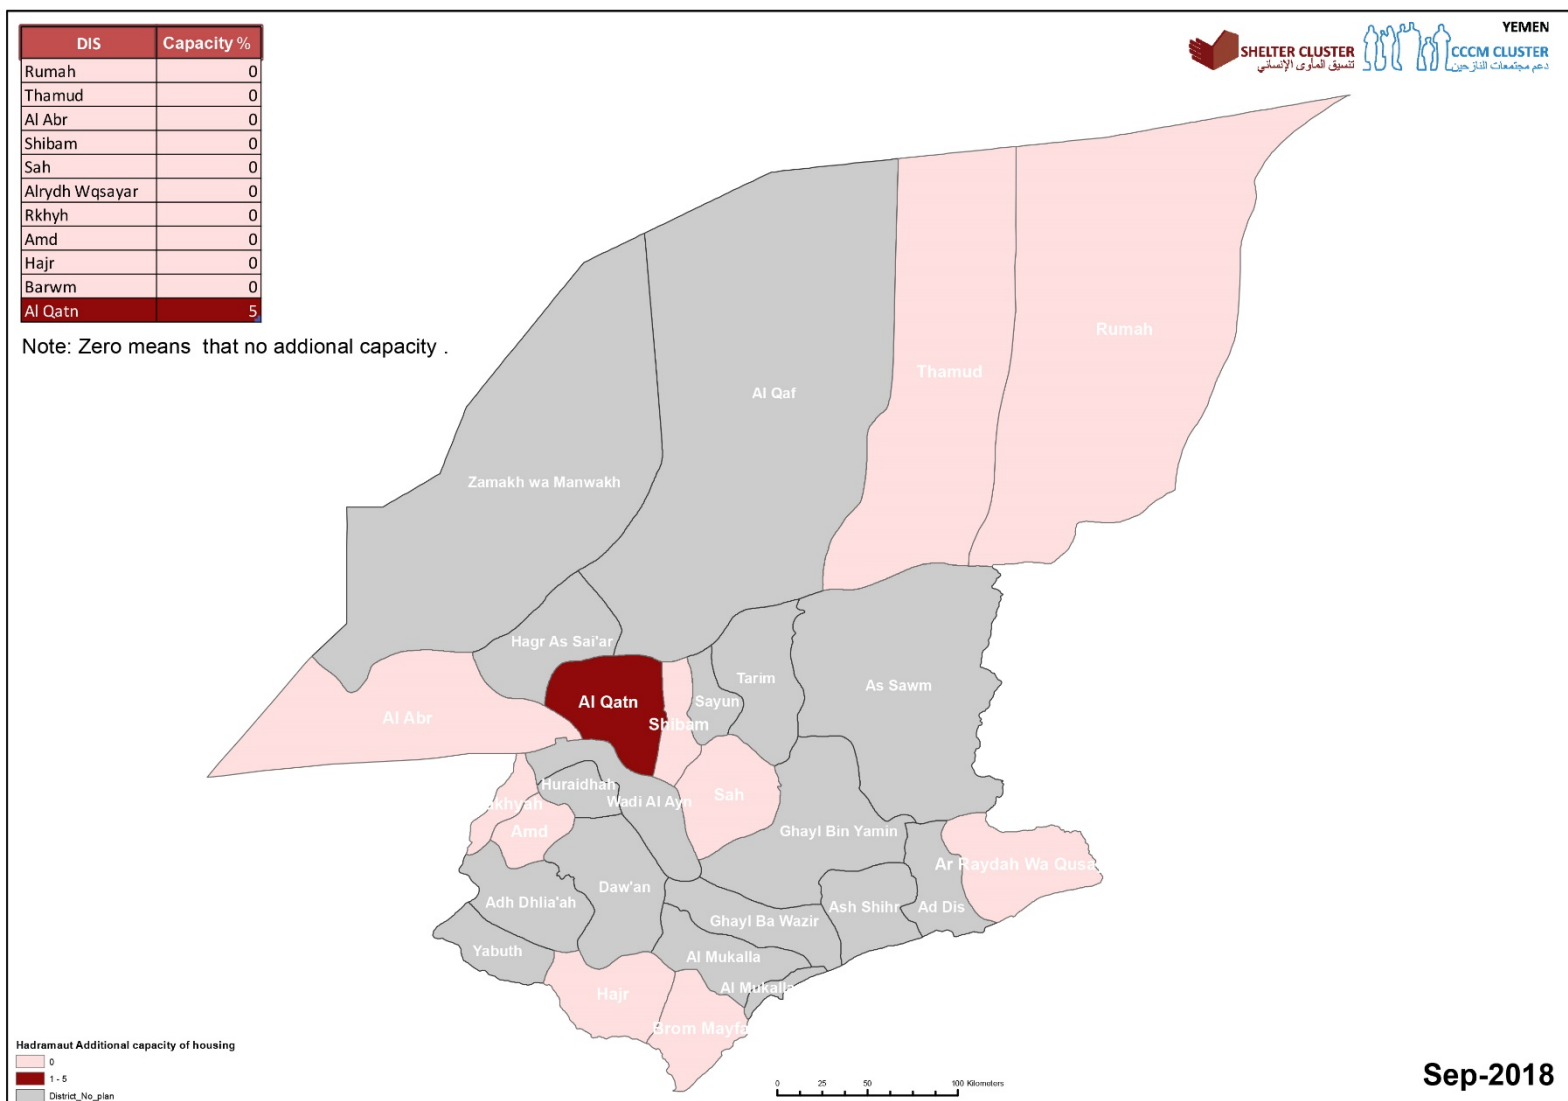 DIS Capacity %
Rumah 0
Thamud 0
Al Abr 0
Shibam 0
Sah 0
Alrydh Wqsayar 0
Rkhyh 0
Amd 0
Hajr 0
Barwm 0
Al Qatn 5
Note: Zero means that no addional capacity .
YEMEN
SHELTER CLUSTER
تنسيق المأوى الإنساني
CCCM CLUSTER
دعم مجتمعات النازحين
Rumah
Thamud
Al Qaf
Zamakh wa Manwakh
Hagr As Sai'ar
Al Qatn
Tarim
As Sawm
Sayun
Al Abr
Shibam
Huraidhah
Wadi Al Ayn
Sah
akhyah
Amd
Ghayl Bin Yamin
Ar Raydah Wa Qusa
Daw'an
Adh Dhlia'ah
Ash Shihr
Ad Dis
Ghayl Ba Wazir
Yabuth
Al Mukalla
Al Mukalla
Hajr
Brom Mayfa
Hadramaut Additional capacity of housing
0
1 - 5
District_No_plan
0 25 50 100 Kilometers
Sep-2018